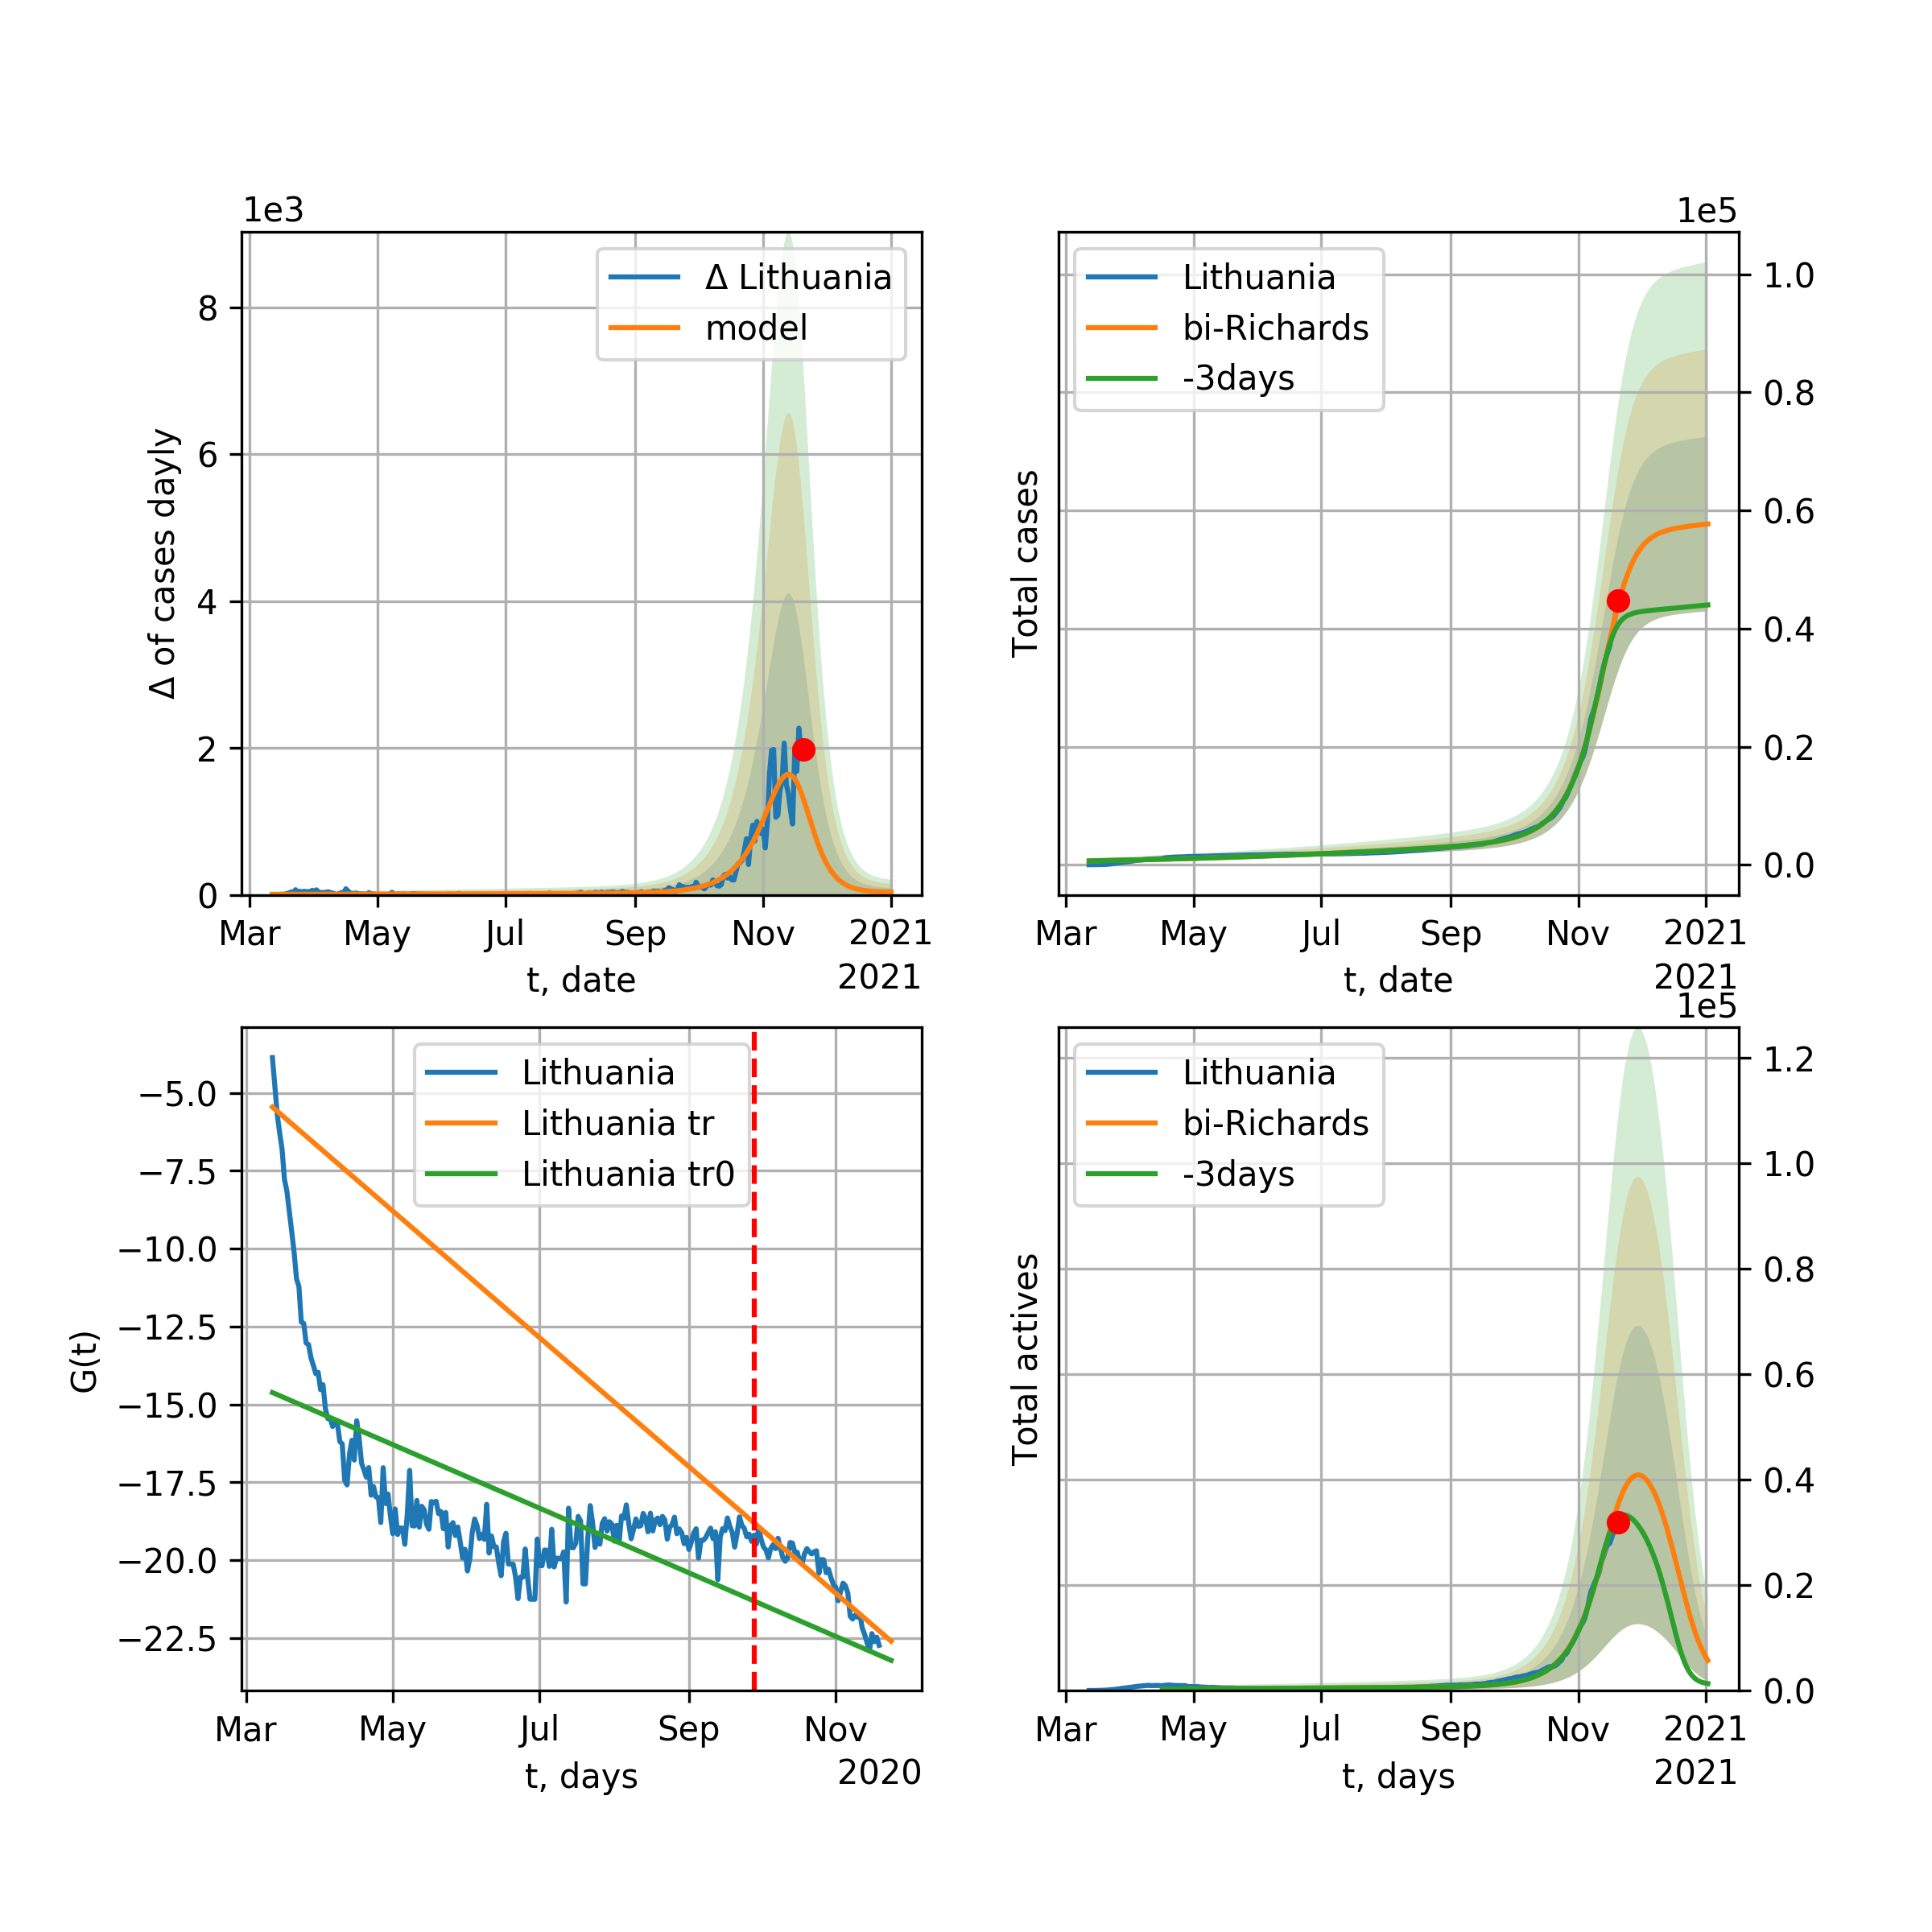 1e3
Δ of cases dayly
8
6
4
2
0
Δ Lithuania
model
Mar May Jul Sep Nov 2021
t, date
2021
1e5
Total cases
Lithuania
bi-Richards
-3days
1.0
0.8
0.6
0.4
0.2
0.0
Mar May Jul Sep Nov 2021
t, date
2021
G(t)
−5.0
−7.5
−10.0
−12.5
−15.0
−17.5
−20.0
−22.5
Lithuania
Lithuania tr
Lithuania tr0
Mar May Jul Sep Nov
t, days
2020
1e5
Total actives
Lithuania
bi-Richards
-3days
1.2
1.0
0.8
0.6
0.4
0.2
0.0
Mar May Jul Sep Nov 2021
t, days
2021